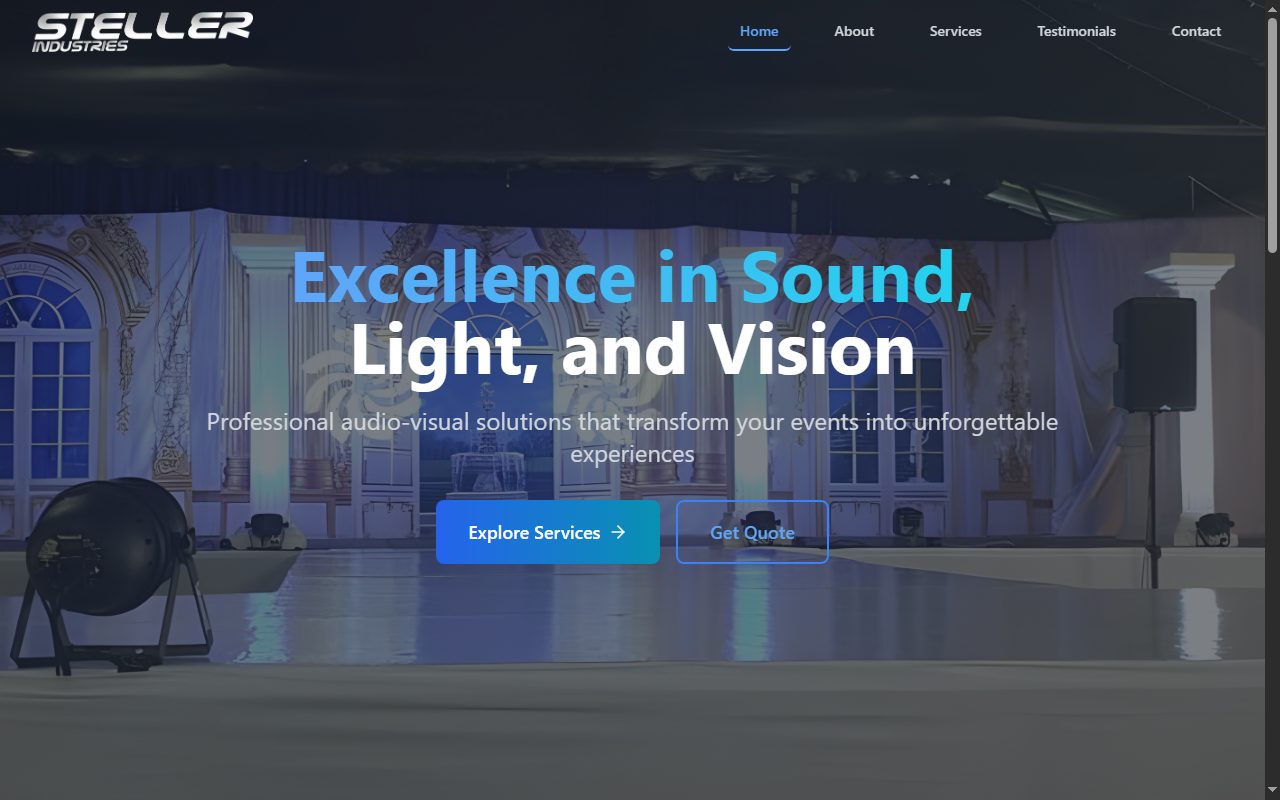 STELLER
INDUSTRIES
Home
About
Services
Testimonials
Contact
Excellence in Sound,
Light, and Vision
Professional audio-visual solutions that transform your events into unforgettable
experiences
Explore Services
Get Quote